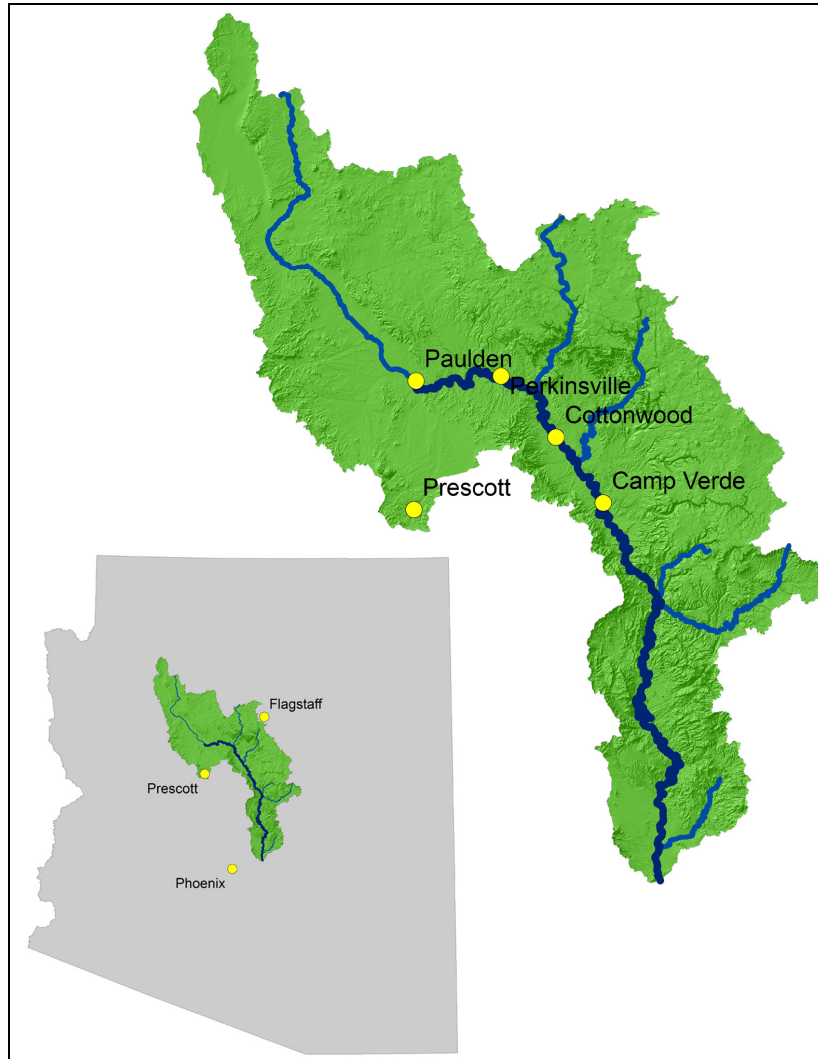 Paulden
Perkinsville
Cottonwood
Camp Verde
Prescott
Flagstaff
Prescott
Phoenix